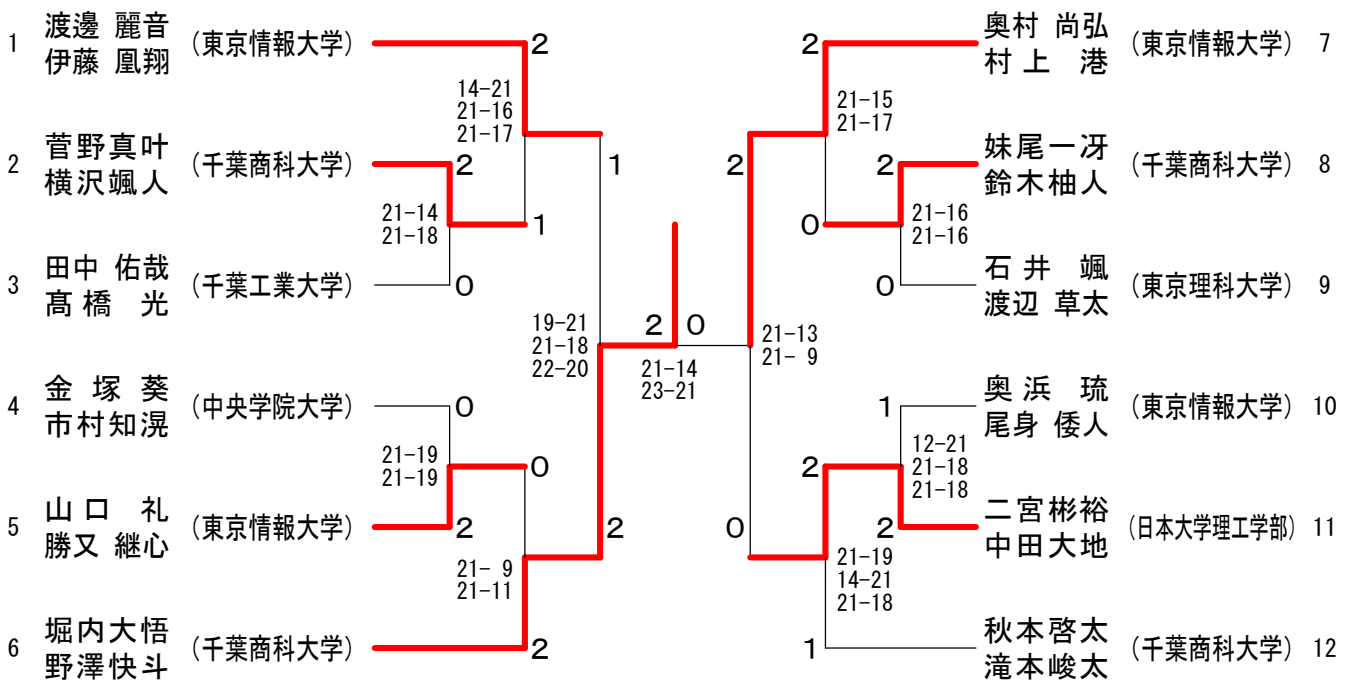 1 渡邊 麗音 (東京情報大学)
伊藤 凰翔
2
14-21
21-16
21-17
2 菅野真叶 (千葉商科大学)
横沢颯人
2
21-14
21-18
1
3 田中 佑哉 (千葉工業大学)
髙橋 光
0
1
19-21
21-18
22-20
4 金塚 葵 (中央学院大学)
市村知滉
0
21-19
21-19
0
5 山口 礼 (東京情報大学)
勝又 継心
2
2
21- 9
21-11
6 堀内大悟 (千葉商科大学)
野澤快斗
2
2 0
21-14
23-21
奥村 尚弘 (東京情報大学) 7
村上 港
2
21-15
21-17
2
妹尾一冴 (千葉商科大学) 8
鈴木柚人
2
21-16
21-16
0
石井 颯 (東京理科大学) 9
渡辺 草太
0
21-13
21- 9
奥浜 琉 (東京情報大学) 10
尾身 倭人
1
12-21
21-18
21-18
2
二宮彬裕 (日本大学理工学部) 11
中田大地
2
0
21-19
14-21
21-18
秋本啓太 (千葉商科大学) 12
滝本峻太
1